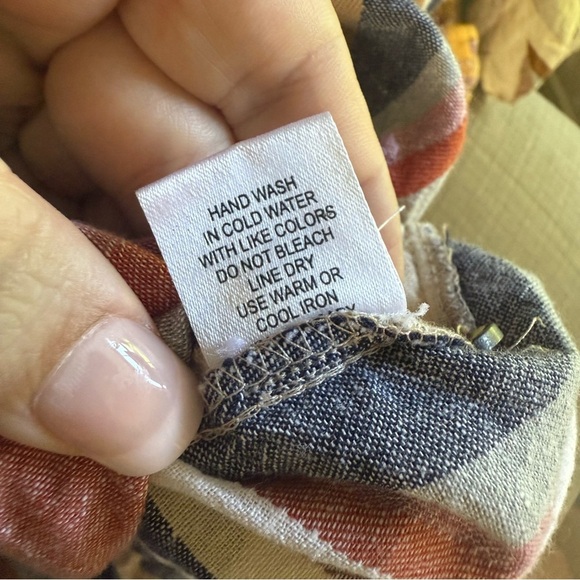 HAND WASH
IN COLD WATER
WITH LIKE COLORS
DO NOT BLEACH
LINE DRY
USE WARM OR
COOL IRON